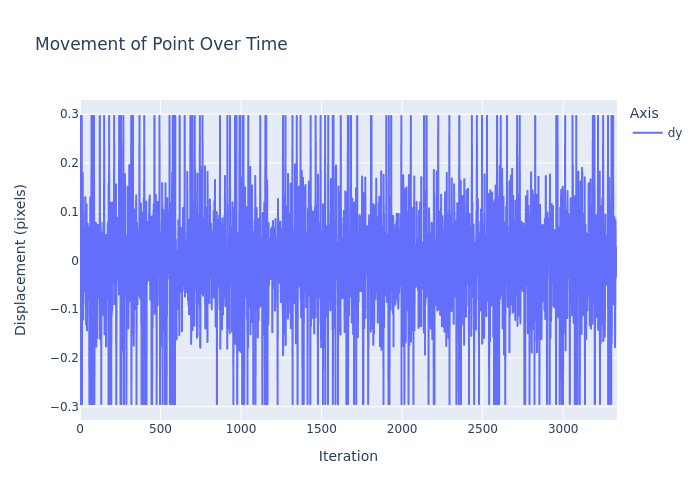 Movement of Point Over Time
Axis
dy
Displacement (pixels)
0.3
0.2
0.1
0
−0.1
−0.2
−0.3
0
500
1000
1500
2000
2500
3000
Iteration